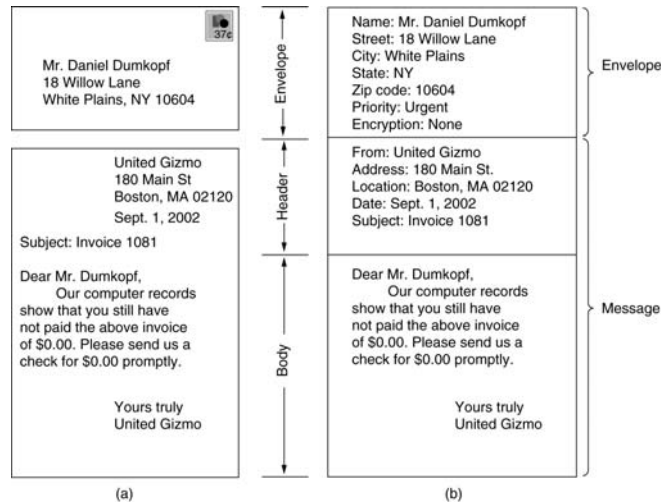 37¢
Mr. Daniel Dumkopf
18 Willow Lane
White Plains, NY 10604
United Gizmo
180 Main St
Boston, MA 02120
Sept. 1, 2002
Subject: Invoice 1081
Dear Mr. Dumkopf,
Our computer records
show that you still have
not paid the above invoice
of $0.00. Please send us a
check for $0.00 promptly.
Yours truly
United Gizmo
(a)
Envelope
Header
Body
Name: Mr. Daniel Dumkopf
Street: 18 Willow Lane
City: White Plains
State: NY
Zip code: 10604
Priority: Urgent
Encryption: None
From: United Gizmo
Address: 180 Main St.
Location: Boston, MA 02120
Date: Sept. 1, 2002
Subject: Invoice 1081
Dear Mr. Dumkopf,
Our computer records
show that you still have
not paid the above invoice
of $0.00. Please send us a
check for $0.00 promptly.
Yours truly
United Gizmo
(b)
Envelope
Message